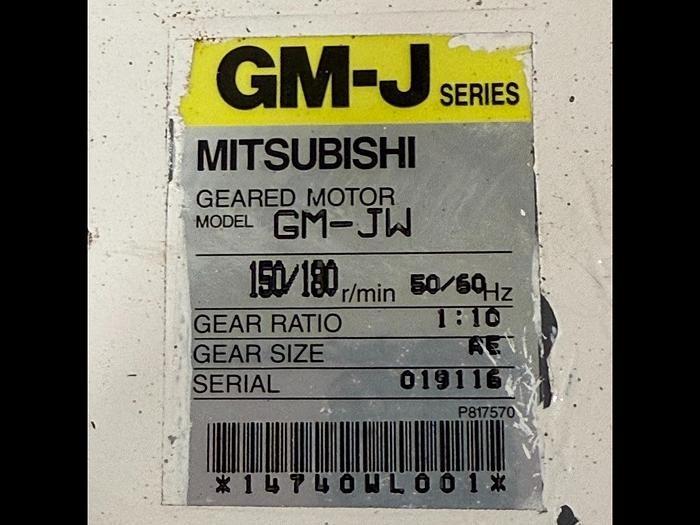 GM-J SERIES
MITSUBISHI
GEARED MOTOR
MODEL GM-JW
150/180 r/min 50/60 Hz
GEAR RATIO 1:10
GEAR SIZE AE
SERIAL 019116
P817570
*14740WL001*